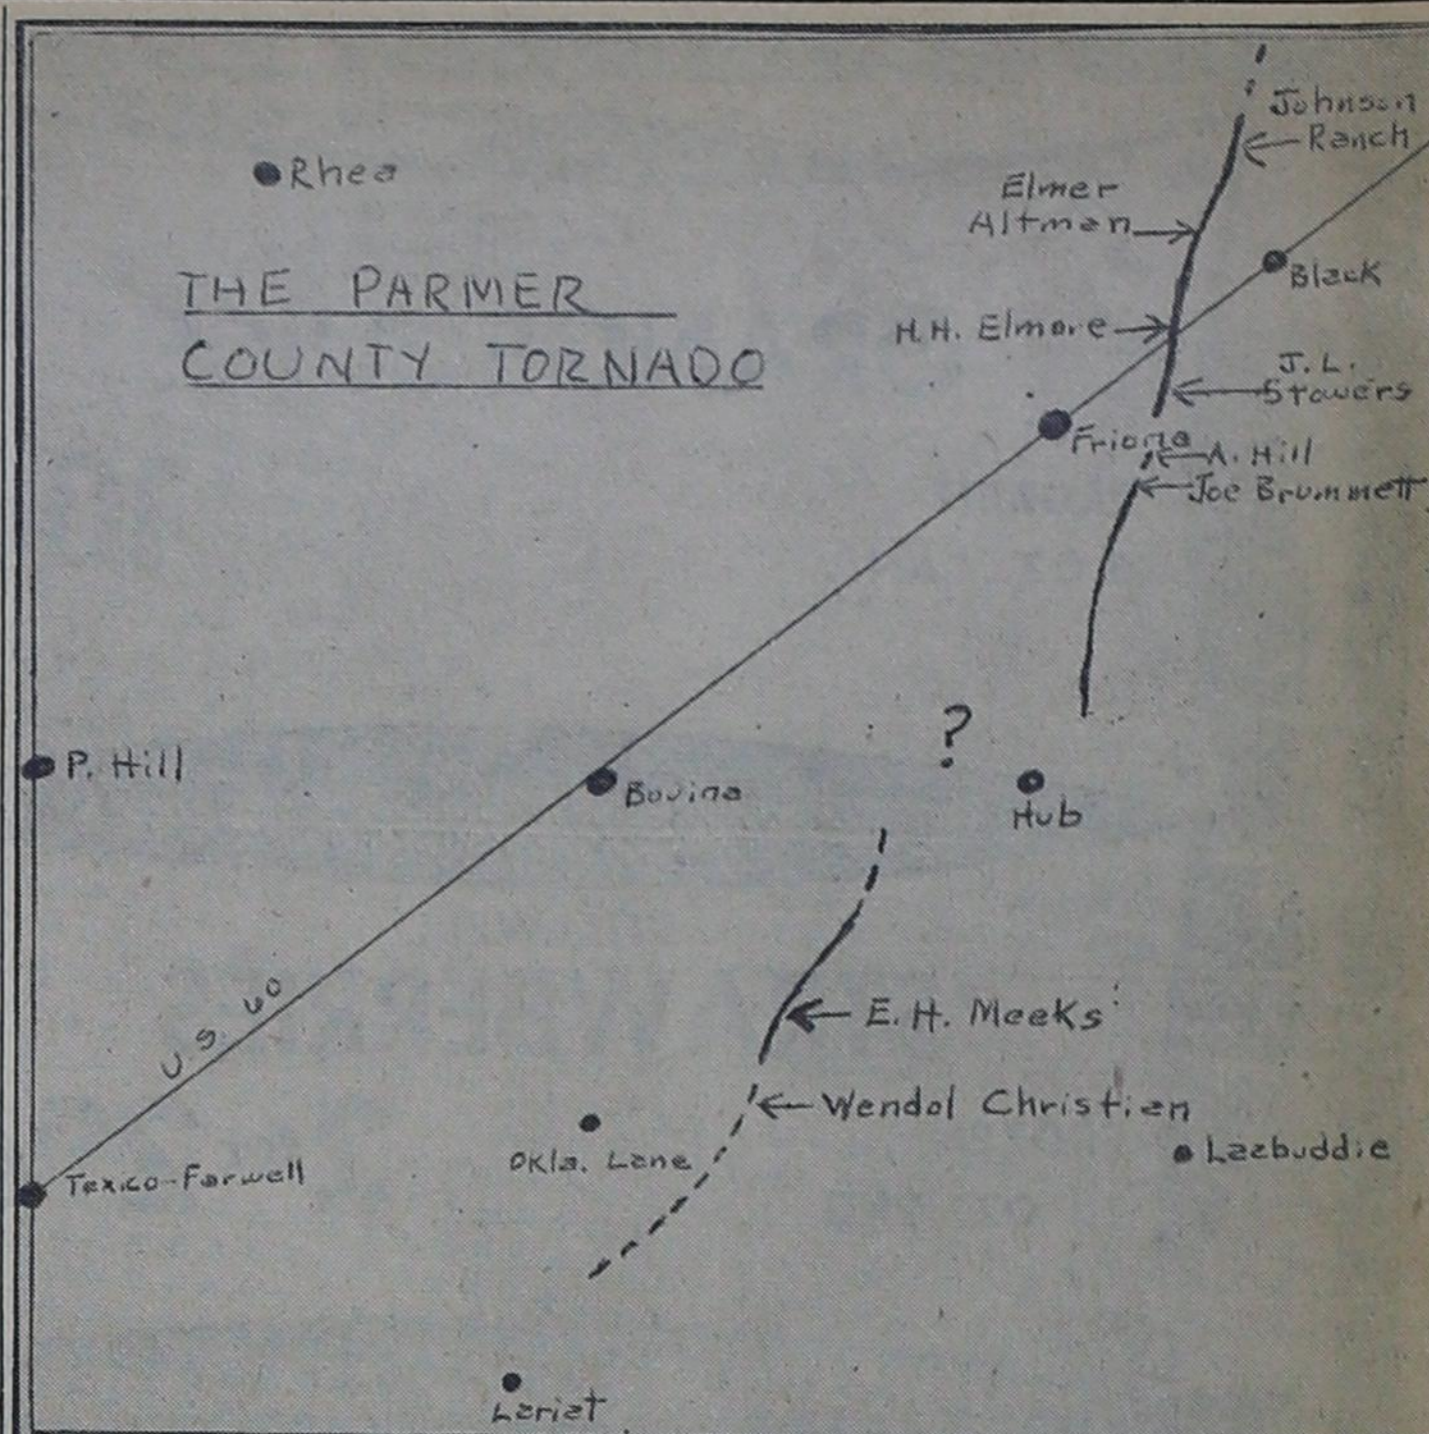 Johnson
Ranch
Rhea
Elmer
Altman
THE PARMER
COUNTY TORNADO
Black
H.H. Elmore
J.L.
Stowers
Friona
A. Hill
Joe Brummett
?
P. Hill
Bovina
Hub
U.S. 60
E.H. Meeks
Wendol Christian
Okla. Lane
Lazbuddie
Texico-Farwell
Lariat